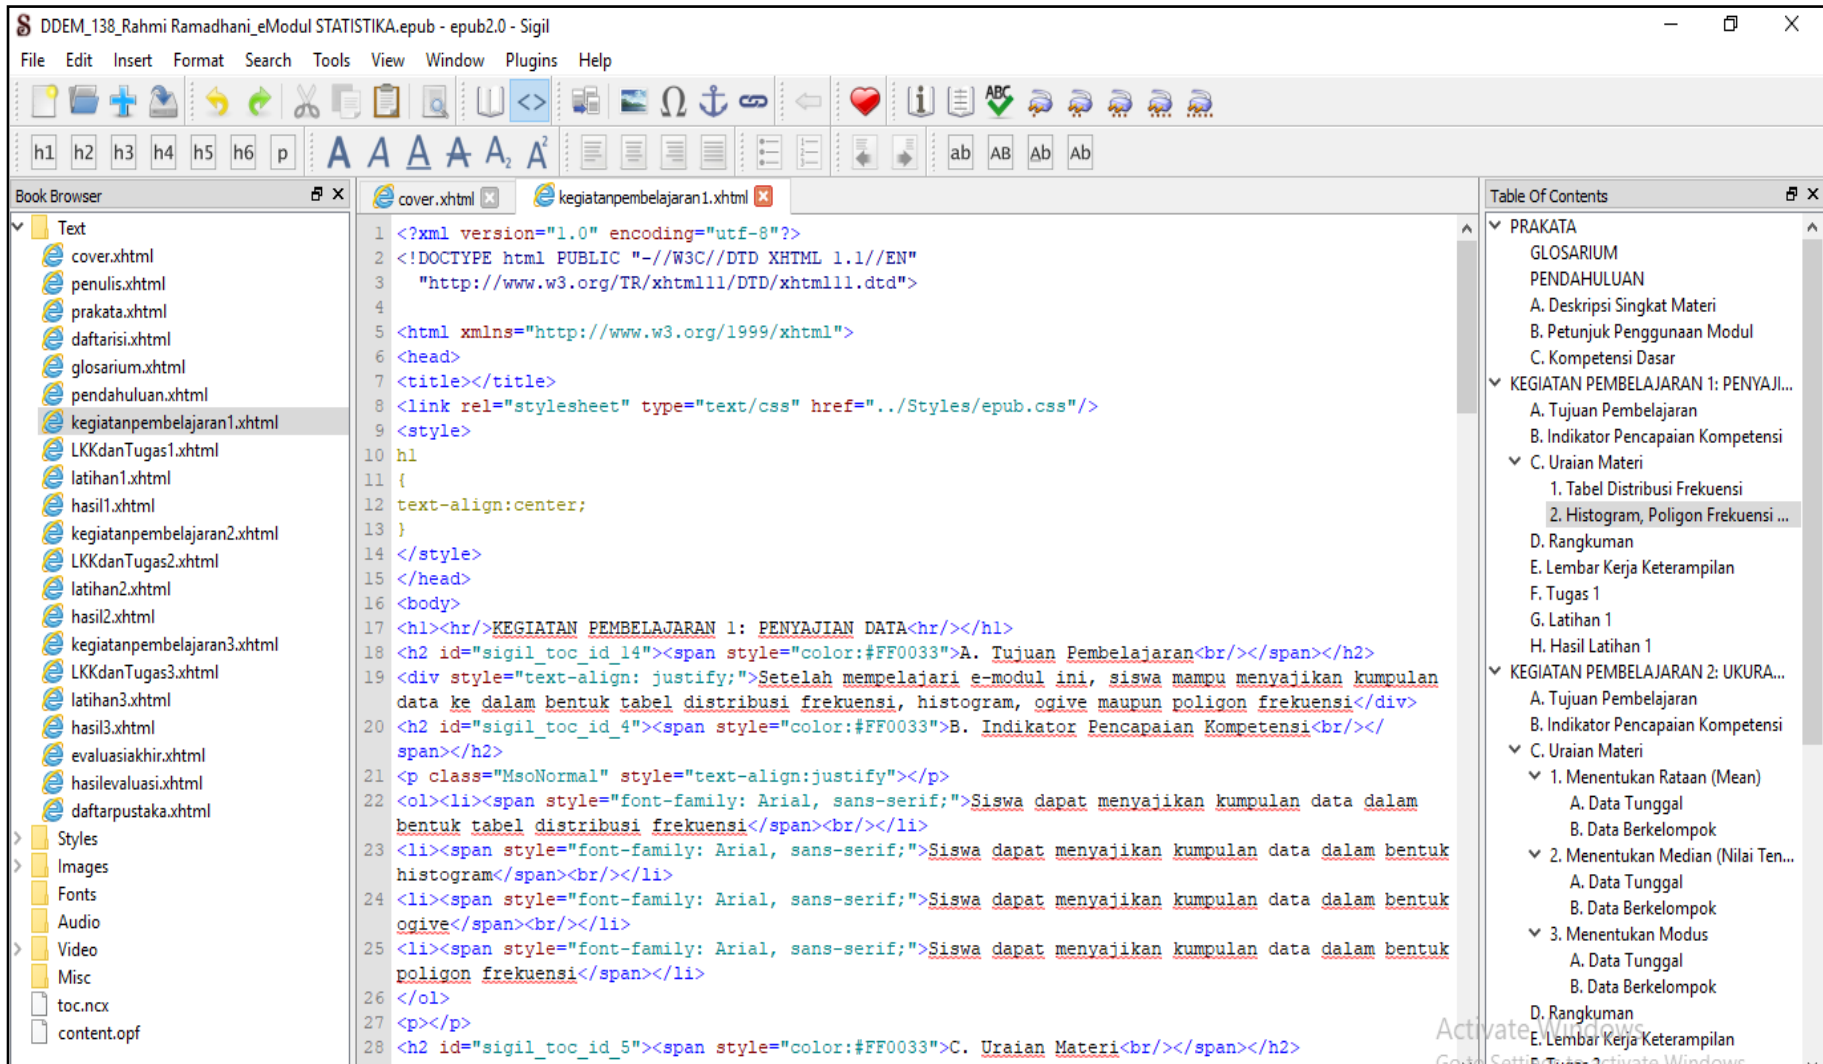 DDEM_138_Rahmi Ramadhani_eModul STATISTIKA.epub - epub2.0 - Sigil
File Edit Insert Format Search Tools View Window Plugins Help
ABC
h1 h2 h3 h4 h5 h6 p A A A A A2 A2 ab AB Ab Ab
Book Browser
Text
cover.xhtml
penulis.xhtml
prakata.xhtml
daftarisi.xhtml
glosarium.xhtml
pendahuluan.xhtml
kegiatanpembelajaran1.xhtml
LKKdanTugas1.xhtml
latihan1.xhtml
hasil1.xhtml
kegiatanpembelajaran2.xhtml
LKKdanTugas2.xhtml
latihan2.xhtml
hasil2.xhtml
kegiatanpembelajaran3.xhtml
LKKdanTugas3.xhtml
latihan3.xhtml
hasil3.xhtml
evaluasiakhir.xhtml
hasilevaluasi.xhtml
daftarpustaka.xhtml
Styles
Images
Fonts
Audio
Video
Misc
toc.ncx
content.opf
cover.xhtml kegiatanpembelajaran1.xhtml
1 <?xml version="1.0" encoding="utf-8"?>
2 <!DOCTYPE html PUBLIC "-//W3C//DTD XHTML 1.1//EN"
3 "http://www.w3.org/TR/xhtml11/DTD/xhtml11.dtd">
4
5 <html xmlns="http://www.w3.org/1999/xhtml">
6 <head>
7 <title></title>
8 <link rel="stylesheet" type="text/css" href="../Styles/epub.css"/>
9 <style>
10 h1
11 {
12 text-align:center;
13 }
14 </style>
15 </head>
16 <body>
17 <h1><hr/>KEGIATAN PEMBELAJARAN 1: PENYAJIAN DATA<hr/></h1>
18 <h2 id="sigil_toc_id_14"><span style="color:#FF0033">A. Tujuan Pembelajaran<br/></span></h2>
19 <div style="text-align: justify;">Setelah mempelajari e-modul ini, siswa mampu menyajikan kumpulan
data ke dalam bentuk tabel distribusi frekuensi, histogram, ogive maupun poligon frekuensi</div>
20 <h2 id="sigil_toc_id_4"><span style="color:#FF0033">B. Indikator Pencapaian Kompetensi<br/></
span></h2>
21 <p class="MsoNormal" style="text-align:justify"></p>
22 <ol><li><span style="font-family: Arial, sans-serif;">Siswa dapat menyajikan kumpulan data dalam
bentuk tabel distribusi frekuensi</span><br/></li>
23 <li><span style="font-family: Arial, sans-serif;">Siswa dapat menyajikan kumpulan data dalam bentuk
histogram</span><br/></li>
24 <li><span style="font-family: Arial, sans-serif;">Siswa dapat menyajikan kumpulan data dalam bentuk
ogive</span><br/></li>
25 <li><span style="font-family: Arial, sans-serif;">Siswa dapat menyajikan kumpulan data dalam bentuk
poligon frekuensi</span></li>
26 </ol>
27 <p></p>
28 <h2 id="sigil_toc_id_5"><span style="color:#FF0033">C. Uraian Materi<br/></span></h2>
Table Of Contents
PRAKATA
GLOSARIUM
PENDAHULUAN
A. Deskripsi Singkat Materi
B. Petunjuk Penggunaan Modul
C. Kompetensi Dasar
KEGIATAN PEMBELAJARAN 1: PENYAJI...
A. Tujuan Pembelajaran
B. Indikator Pencapaian Kompetensi
C. Uraian Materi
1. Tabel Distribusi Frekuensi
2. Histogram, Poligon Frekuensi ...
D. Rangkuman
E. Lembar Kerja Keterampilan
F. Tugas 1
G. Latihan 1
H. Hasil Latihan 1
KEGIATAN PEMBELAJARAN 2: UKURA...
A. Tujuan Pembelajaran
B. Indikator Pencapaian Kompetensi
C. Uraian Materi
1. Menentukan Rataan (Mean)
A. Data Tunggal
B. Data Berkelompok
2. Menentukan Median (Nilai Ten...
A. Data Tunggal
B. Data Berkelompok
3. Menentukan Modus
A. Data Tunggal
B. Data Berkelompok
D. Rangkuman
E. Lembar Kerja Keterampilan
Activate Windows